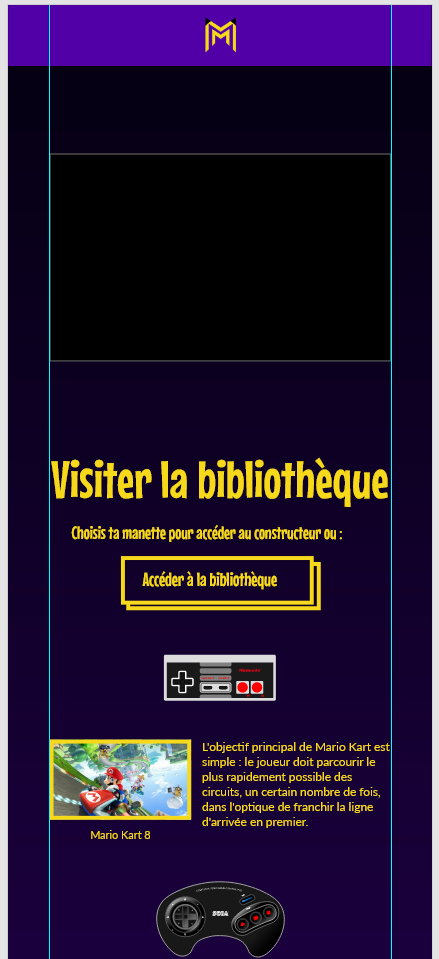 Visiter la bibliothèque
Choisis ta manette pour accéder au constructeur ou :
Accéder à la bibliothèque
Nintendo
L'objectif principal de Mario Kart est
simple : le joueur doit parcourir le
plus rapidement possible des
circuits, un certain nombre de fois,
dans l'optique de franchir la ligne
d'arrivée en premier.
Mario Kart 8
SEGA